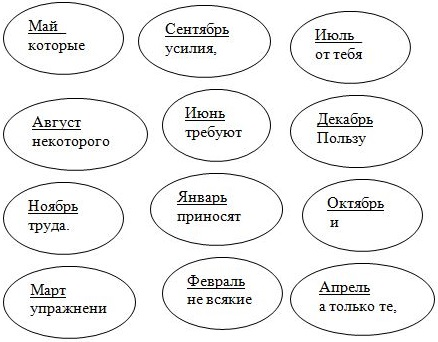 Май
которые
Сентябрь
усилия,
Июль
от тебя
Август
некоторого
Июнь
требуют
Декабрь
Пользу
Ноябрь
труда.
Январь
приносят
Октябрь
и
Март
упражнени
Февраль
не всякие
Апрель
а только те,